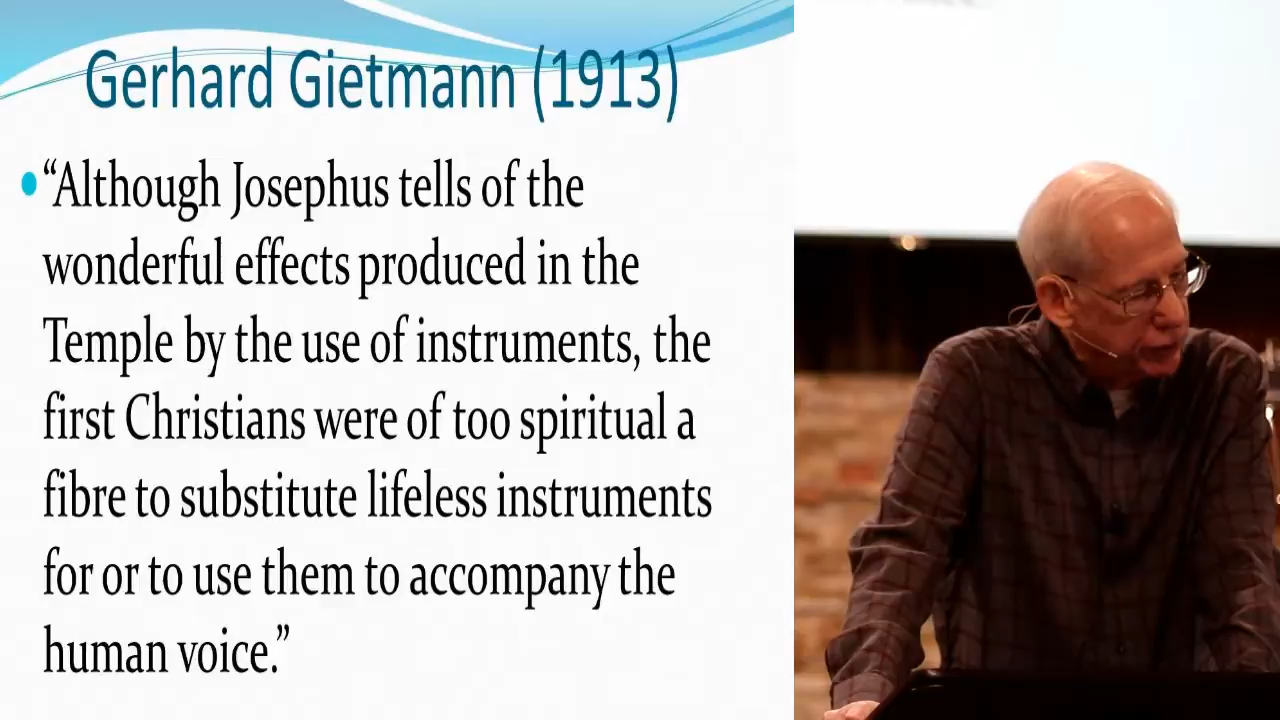 Gerhard Gietmann (1913)
•“Although Josephus tells of the
wonderful effects produced in the
Temple by the use of instruments, the
first Christians were of too spiritual a
fibre to substitute lifeless instruments
for or to use them to accompany the
human voice.”